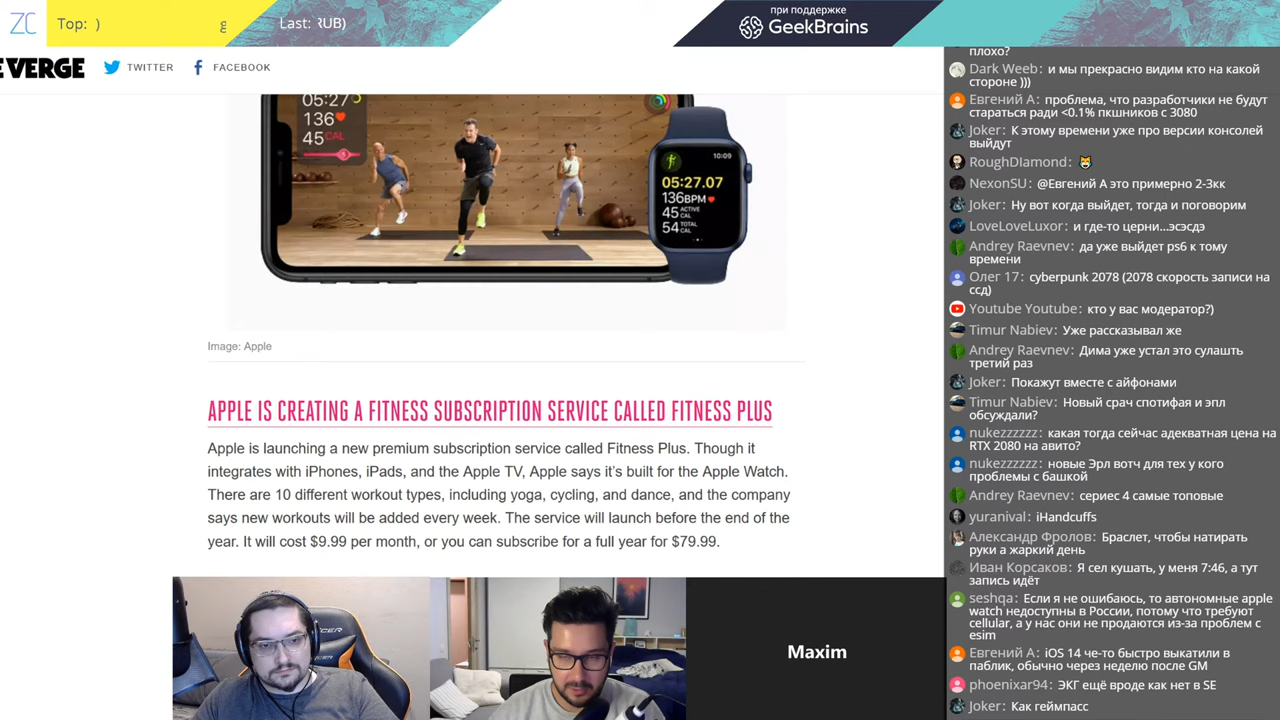 ZC
Top: )
g
Last: RUB)
при поддержке
GeekBrains
E VERGE
TWITTER
FACEBOOK
05:27
136
45 CAL
10:09
05:27.07
136BPM
45 ACTIVE CAL
54 TOTAL CAL
Image: Apple
APPLE IS CREATING A FITNESS SUBSCRIPTION SERVICE CALLED FITNESS PLUS
Apple is launching a new premium subscription service called Fitness Plus. Though it
integrates with iPhones, iPads, and the Apple TV, Apple says it's built for the Apple Watch.
There are 10 different workout types, including yoga, cycling, and dance, and the company
says new workouts will be added every week. The service will launch before the end of the
year. It will cost $9.99 per month, or you can subscribe for a full year for $79.99.
Maxim
плохо?
Dark Weeb: и мы прекрасно видим кто на какой
стороне )))
Евгений А: проблема, что разработчики не будут
стараться ради <0.1% пкшников с 3080
Joker: К этому времени уже про версии консолей
выйдут
RoughDIamond:
NexonSU: @Евгений А это примерно 2-3кк
Joker: Ну вот когда выйдет, тогда и поговорим
LoveLoveLuxor: и где-то церни...эсэсдэ
Andrey Raevnev: да уже выйдет ps6 к тому
времени
Олег 17: cyberpunk 2078 (2078 скорость записи на
ссд)
Youtube Youtube: кто у вас модератор?)
Timur Nabiev: Уже рассказывал же
Andrey Raevnev: Дима уже устал это сулашть
третий раз
Joker: Покажут вместе с айфонами
Timur Nabiev: Новый срач спотифая и эпл
обсуждали?
nukezzzzzz: какая тогда сейчас адекватная цена на
RTX 2080 на авито?
nukezzzzzz: новые Эрл вотч для тех у кого
проблемы с башкой
Andrey Raevnev: сериес 4 самые топовые
yuranival: iHandcuffs
Александр Фролов: Браслет, чтобы натирать
руки а жаркий день
Иван Корсаков: Я сел кушать, у меня 7:46, а тут
запись идёт
seshqa: Если я не ошибаюсь, то автономные apple
watch недоступны в России, потому что требуют
cellular, а у нас они не продаются из-за проблем с
esim
Евгений А: iOS 14 че-то быстро выкатили в
паблик, обычно через неделю после GM
phoenixar94: ЭКГ ещё вроде как нет в SE
Joker: Как геймпасс